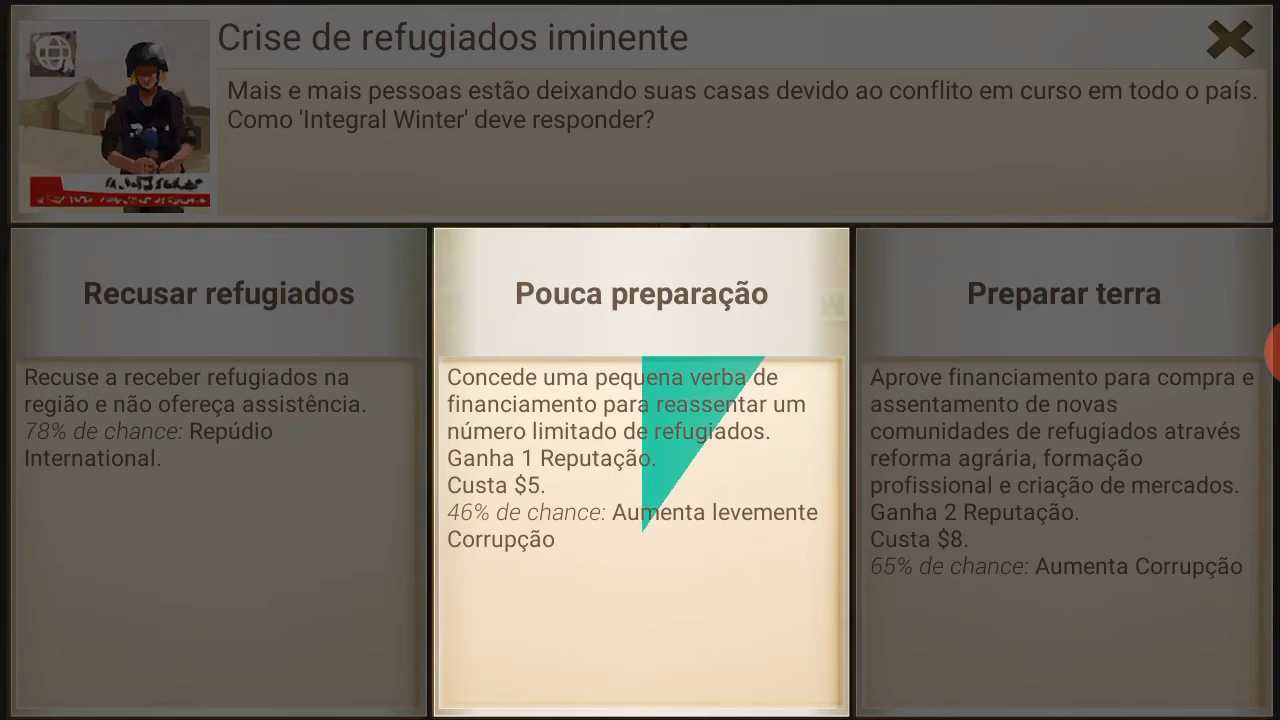 Crise de refugiados iminente
Mais e mais pessoas estão deixando suas casas devido ao conflito em curso em todo o país.
Como 'Integral Winter' deve responder?
Recusar refugiados
Recuse a receber refugiados na
região e não ofereça assistência.
78% de chance: Repúdio
International.
Pouca preparação
Concede uma pequena verba de
financiamento para reassentar um
número limitado de refugiados.
Ganha 1 Reputação.
Custa $5.
46% de chance: Aumenta levemente
Corrupção
Preparar terra
Aprove financiamento para compra e
assentamento de novas
comunidades de refugiados através
reforma agrária, formação
profissional e criação de mercados.
Ganha 2 Reputação.
Custa $8.
65% de chance: Aumenta Corrupção